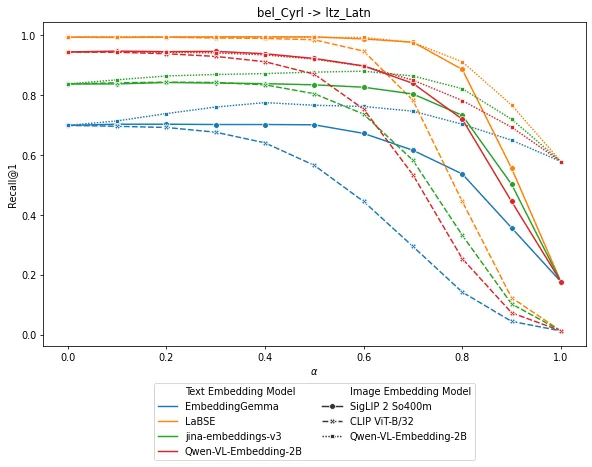 bel_Cyrl -> ltz_Latn
1.0
0.8
0.6
0.4
0.2
0.0
Recall@1
0.0 0.2 0.4 0.6 0.8 1.0
α
Text Embedding Model Image Embedding Model
EmbeddingGemma SigLIP 2 So400m
LaBSE CLIP ViT-B/32
jina-embeddings-v3 Qwen-VL-Embedding-2B
Qwen-VL-Embedding-2B